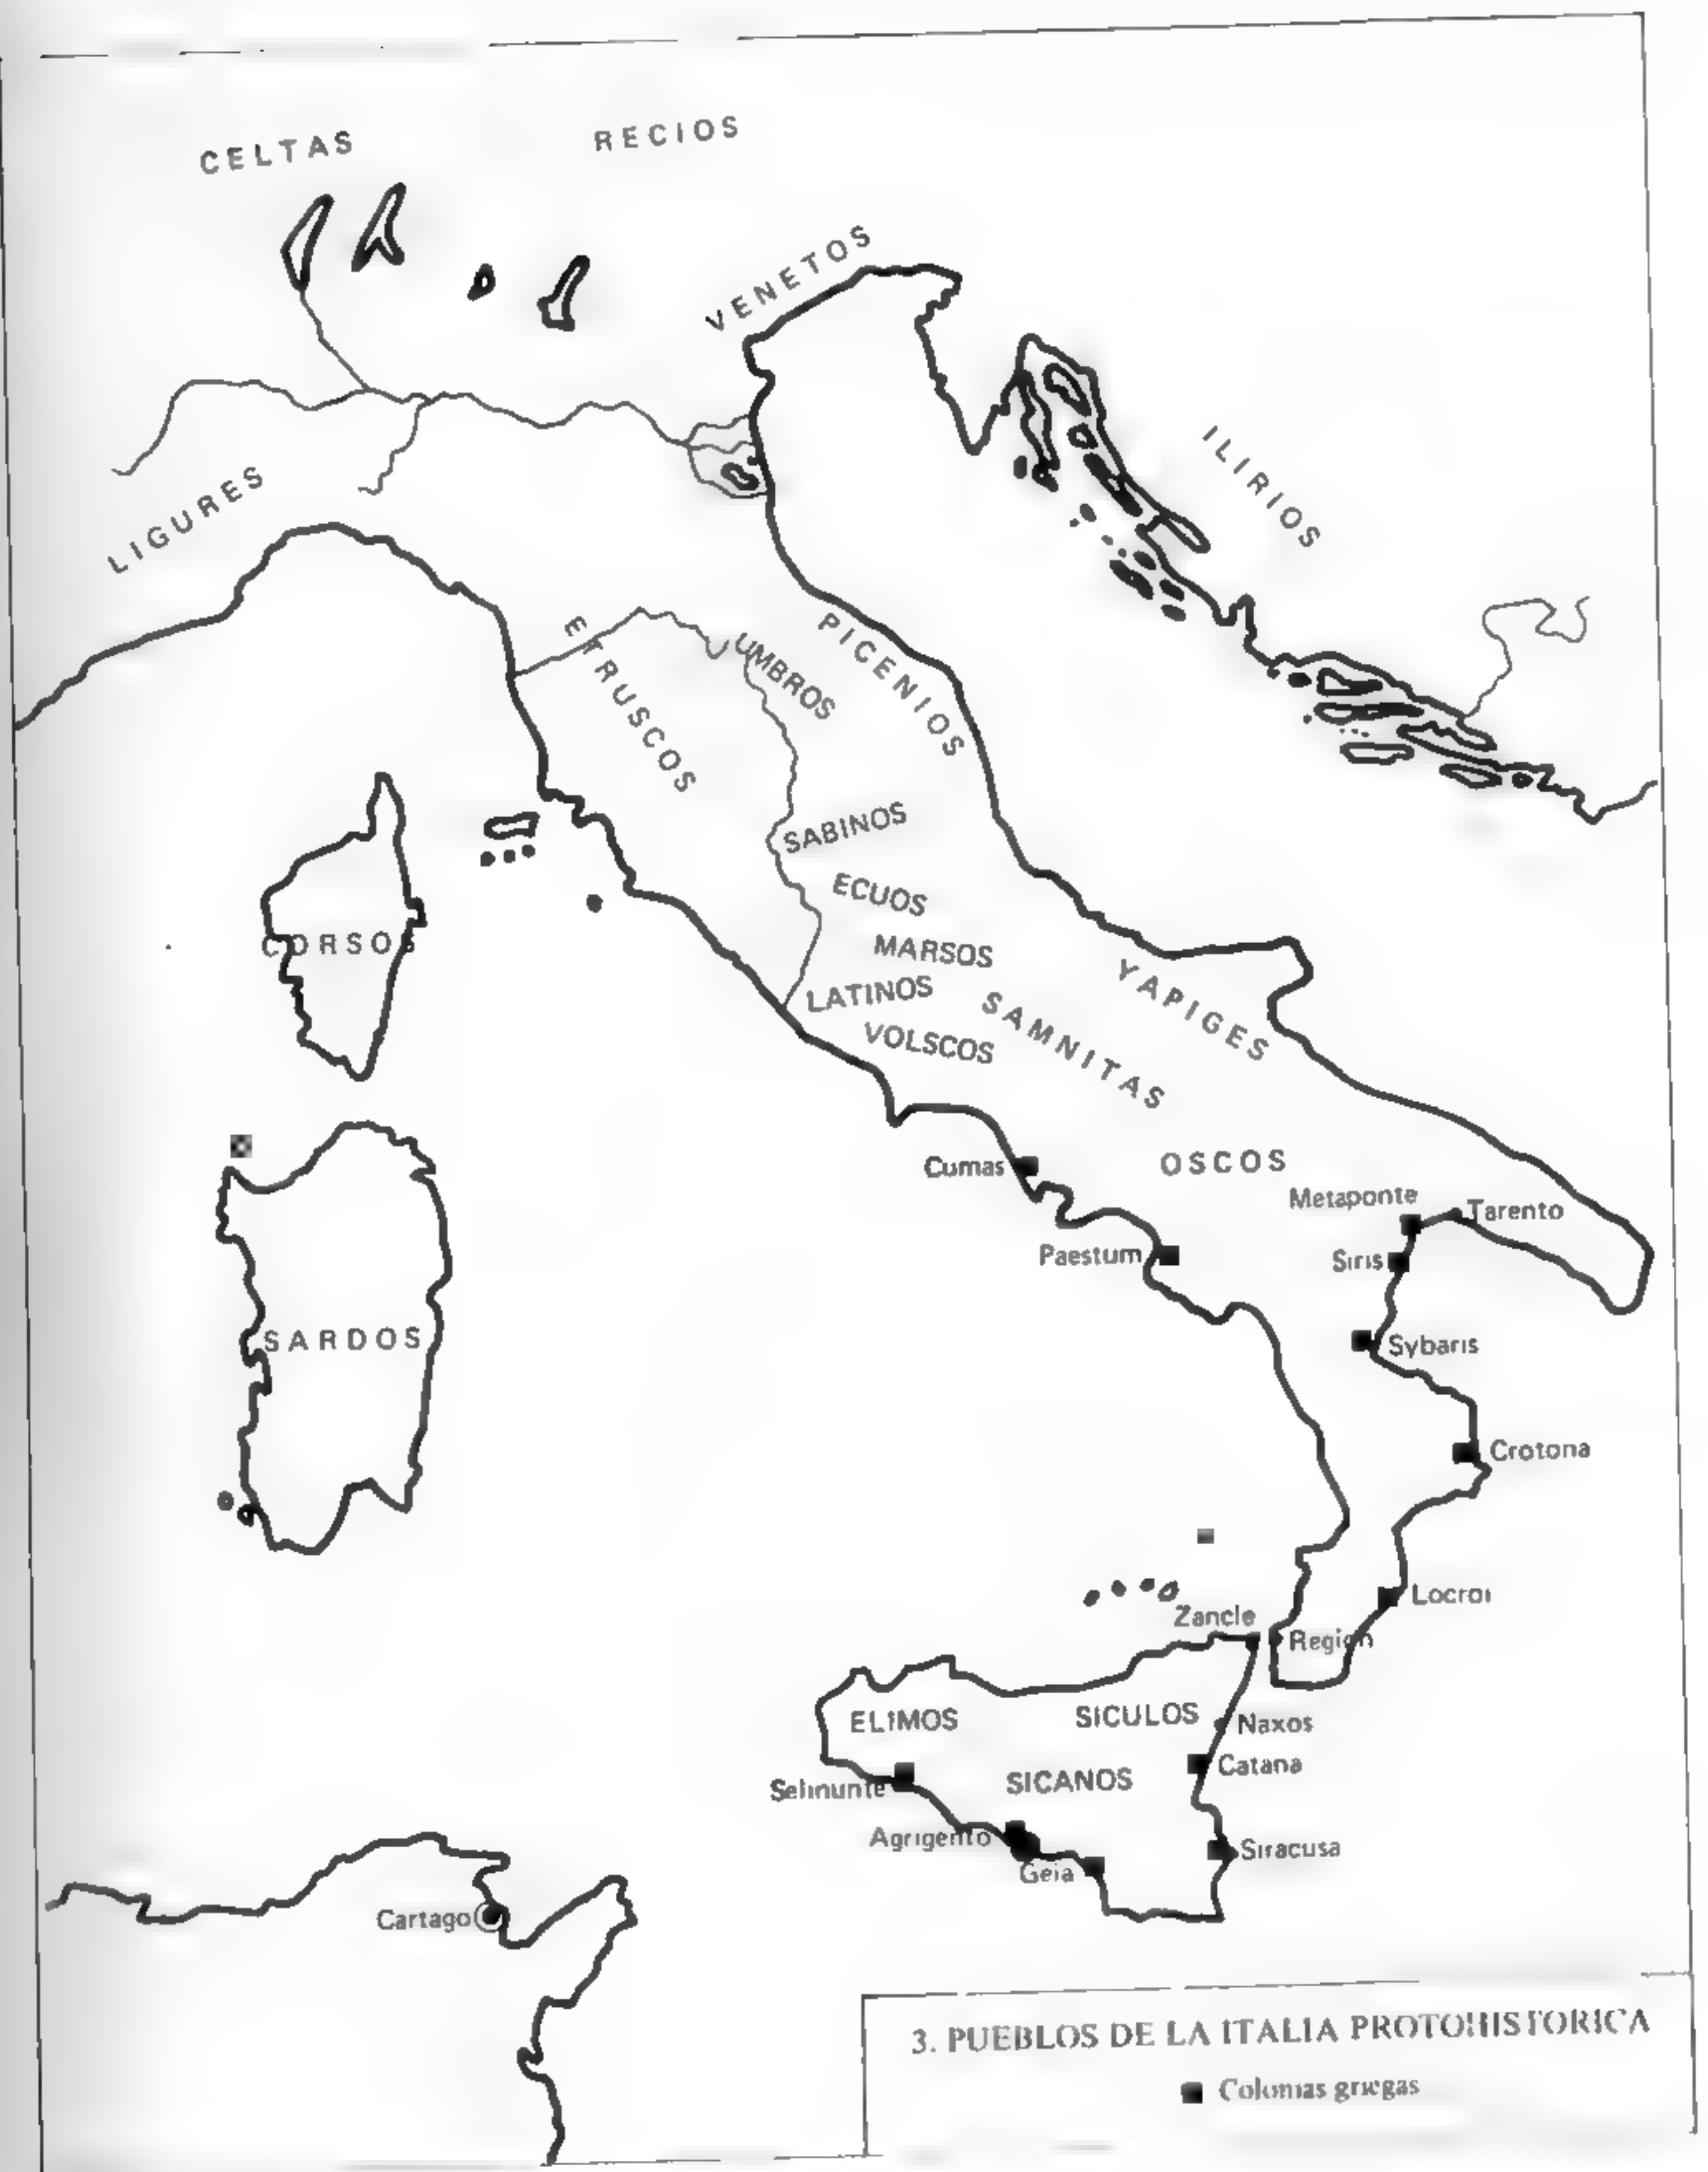 CELTAS
RECIOS
VENETOS
ILIRIOS
LIGURES
ETRUSCOS
UMBROS
PICENIOS
SABINOS
ECUOS
CORSOS
MARSOS
LATINOS
SAMNITAS
YAPIGES
VOLSCOS
OSCOS
Cumas
Metaponte
Tarento
Paestum
Siris
SARDOS
Sybaris
Crotona
Locroi
Zancle
Region
ELIMOS
SICULOS
Naxos
Catana
SICANOS
Selinunte
Agrigento
Siracusa
Geia
Cartago
3. PUEBLOS DE LA ITALIA PROTOHISTORICA
Colonias griegas